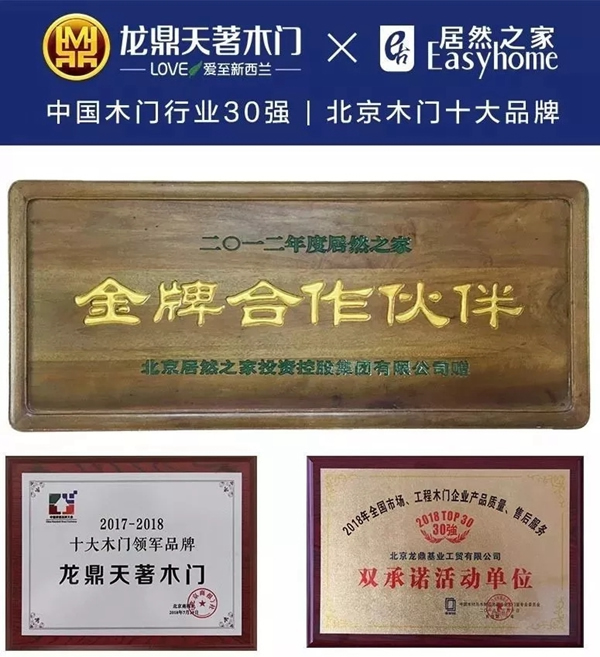 龙鼎天著木门 × 居然之家
LOVE 爱至新西兰 Easyhome
中国木门行业30强 | 北京木门十大品牌
二〇一二年度居然之家
金牌合作伙伴
北京居然之家投资控股集团有限公司赠
2017-2018
十大木门领军品牌
龙鼎天著木门
2018年全国市场、工程木门企业产品质量、售后服务
2018 TOP 30
30強
北京龙鼎基业工贸有限公司
双承诺活动单位